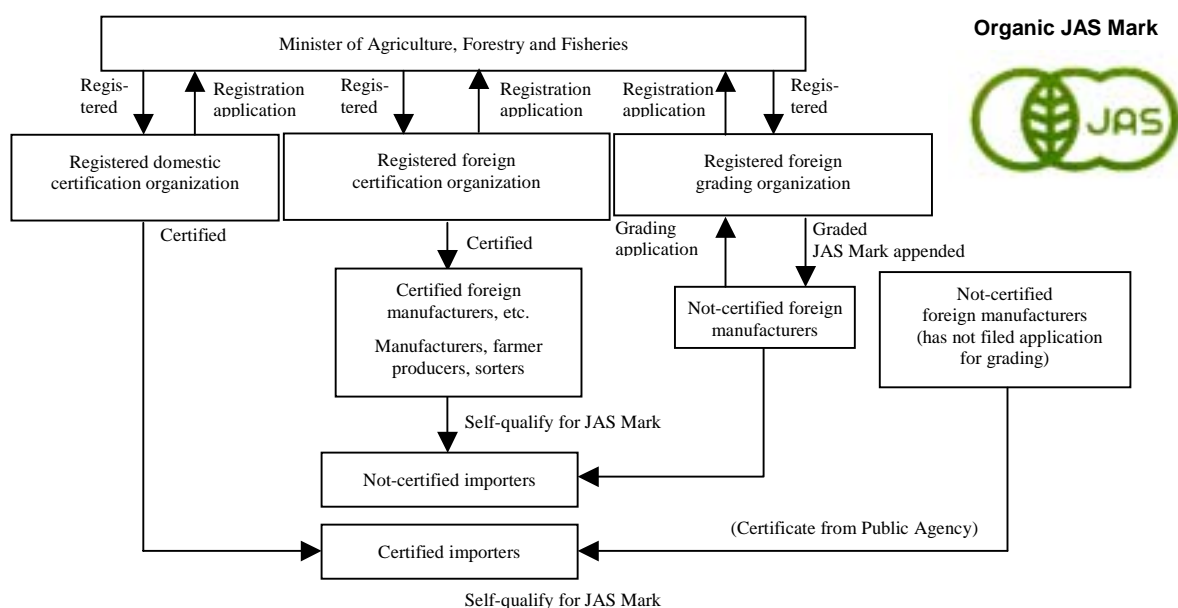 Organic JAS Mark
Minister of Agriculture, Forestry and Fisheries
Regis-
tered
Registration
application
Regis-
tered
Registration
application
Registration
application
Regis-
tered
JAS
Registered domestic
certification organization
Registered foreign
certification organization
Registered foreign
grading organization
Certified
Certified
Grading
application
Graded
JAS Mark appended
Certified foreign
manufacturers, etc.
Manufacturers, farmer
producers, sorters
Not-certified foreign
manufacturers
Not-certified
foreign manufacturers
(has not filed application
for grading)
Self-qualify for JAS Mark
Not-certified importers
(Certificate from Public Agency)
Certified importers
Self-qualify for JAS Mark